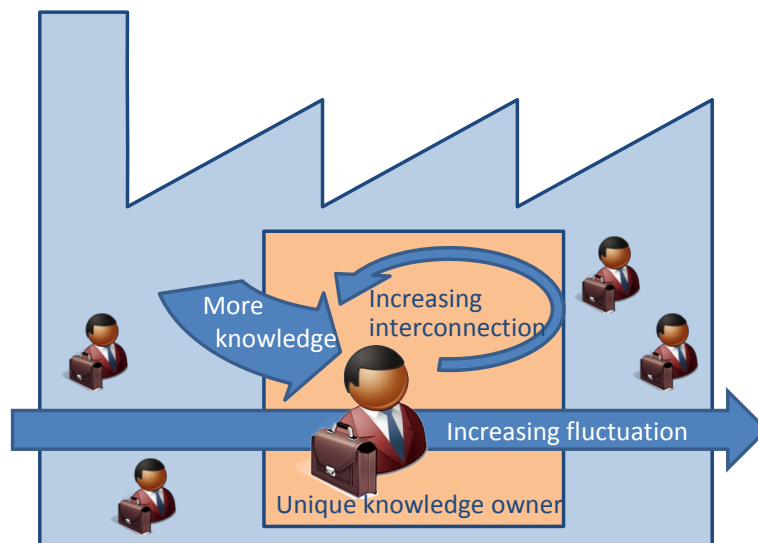 More
knowledge
Increasing
interconnection
Increasing fluctuation
Unique knowledge owner